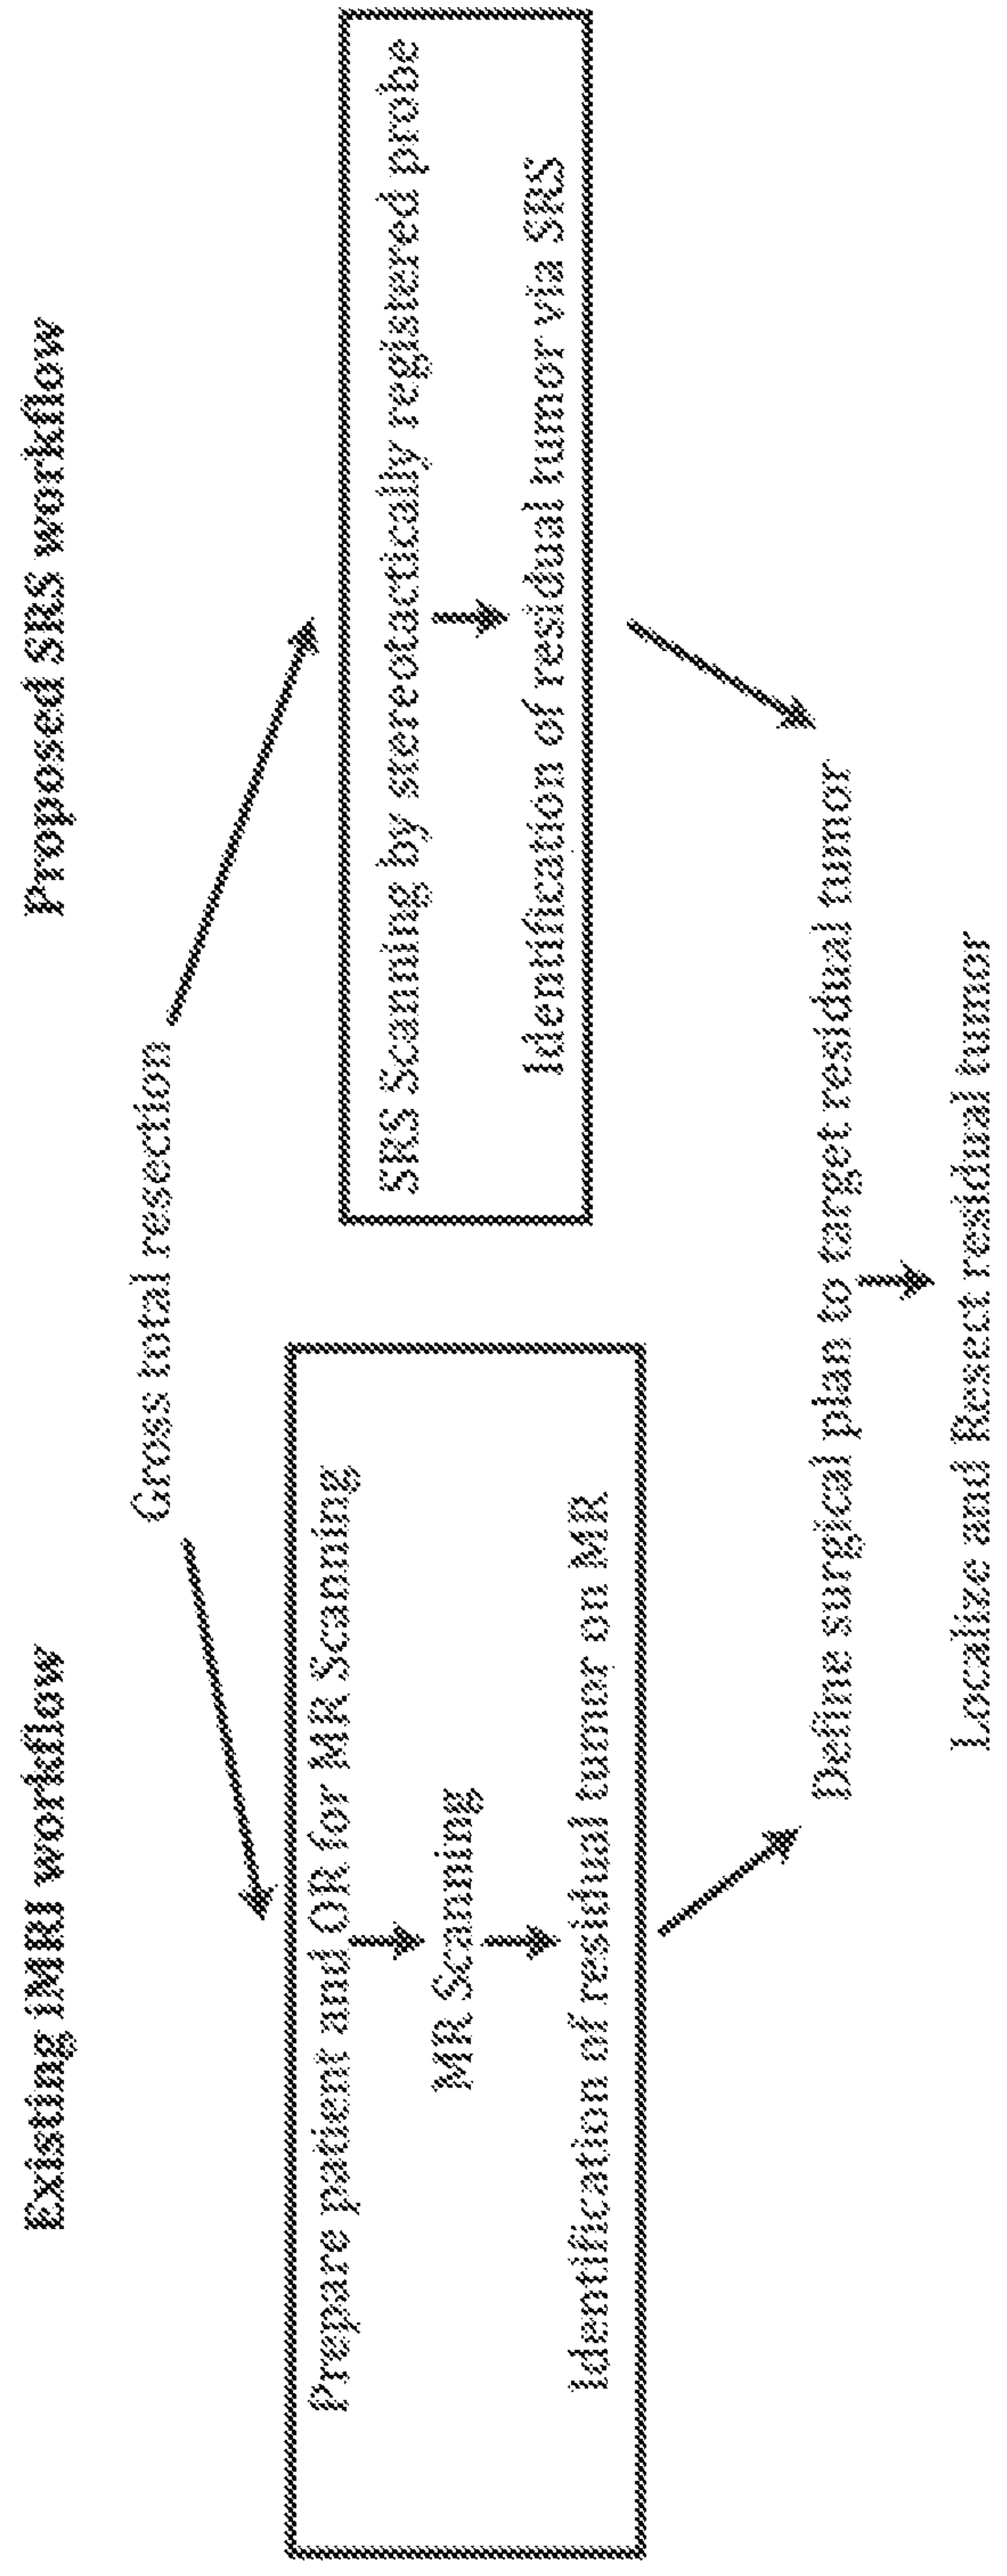 Existing iMRI workflow
Proposed SRS workflow
Gross total resection
Prepare patient and OR for MR Scanning
MR Scanning
Identification of residual tumor on MR
SRS Scanning by stereotactically registered probe
Identification of residual tumor via SRS
Define surgical plan to target residual tumor
Localize and Resect residual tumor